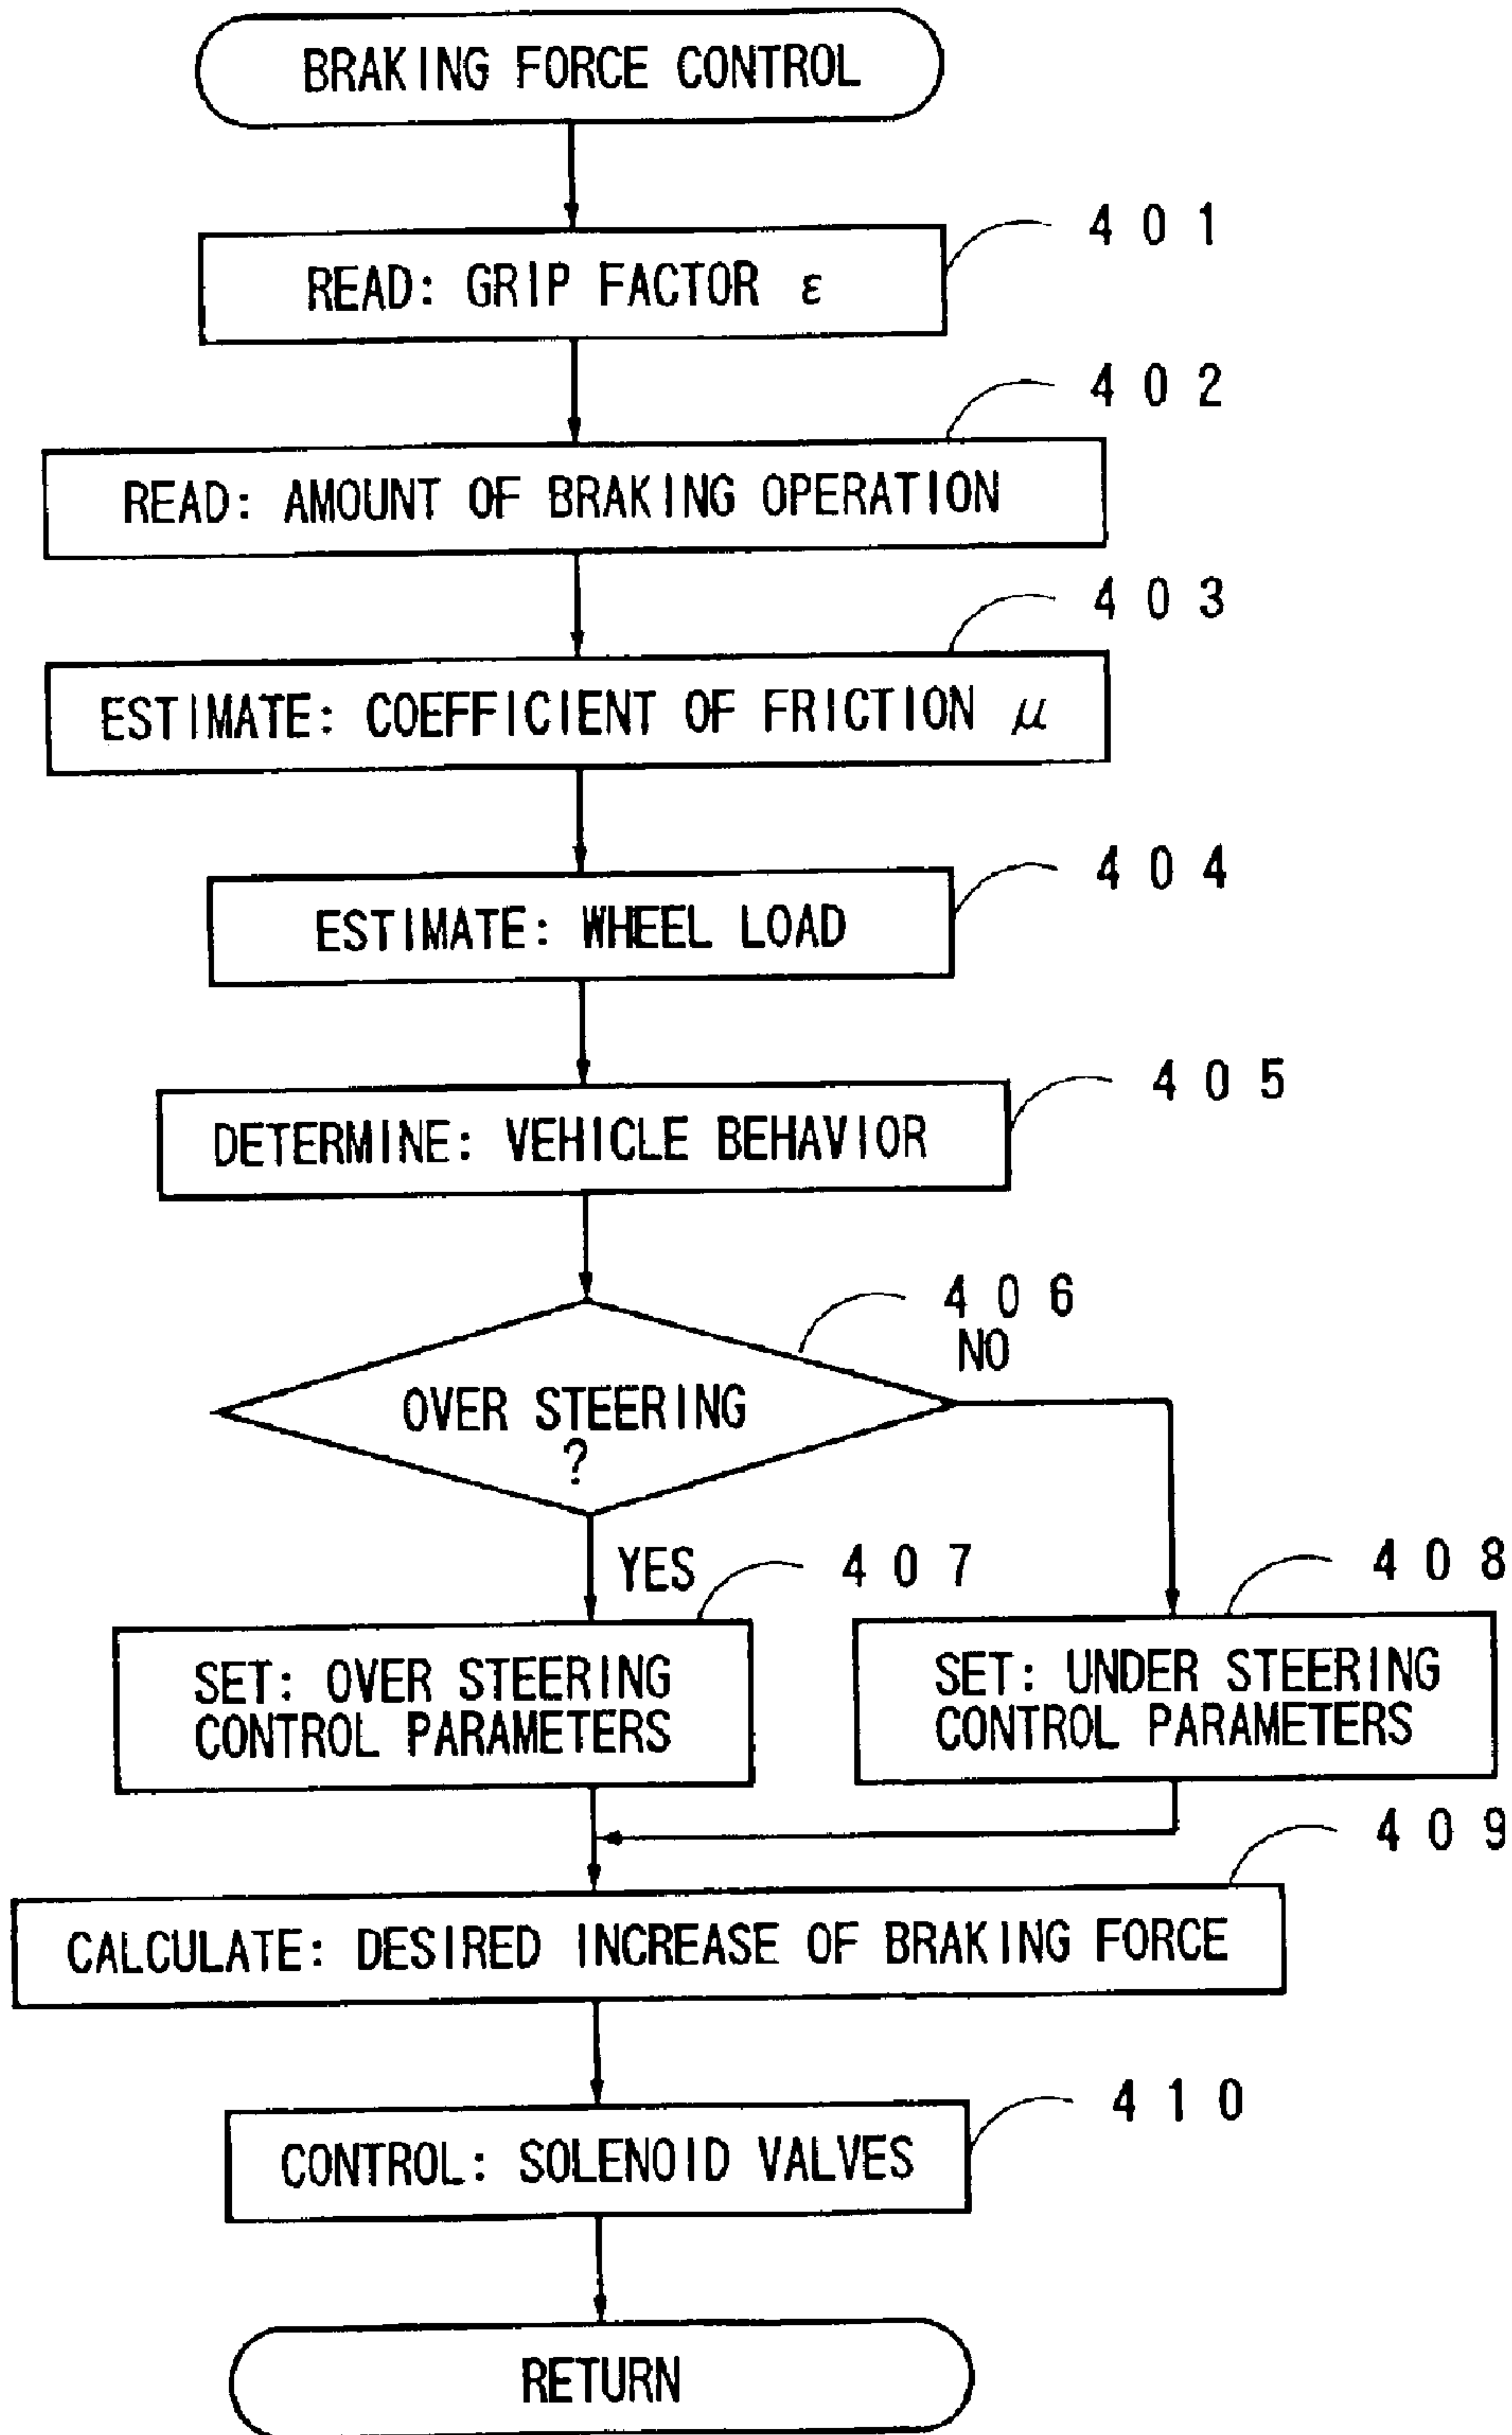 BRAKING FORCE CONTROL
401
READ: GRIP FACTOR ε
402
READ: AMOUNT OF BRAKING OPERATION
403
ESTIMATE: COEFFICIENT OF FRICTION μ
404
ESTIMATE: WHEEL LOAD
405
DETERMINE: VEHICLE BEHAVIOR
406
NO
OVER STEERING
?
YES
407
408
SET: OVER STEERING
CONTROL PARAMETERS
SET: UNDER STEERING
CONTROL PARAMETERS
409
CALCULATE: DESIRED INCREASE OF BRAKING FORCE
410
CONTROL: SOLENOID VALVES
RETURN